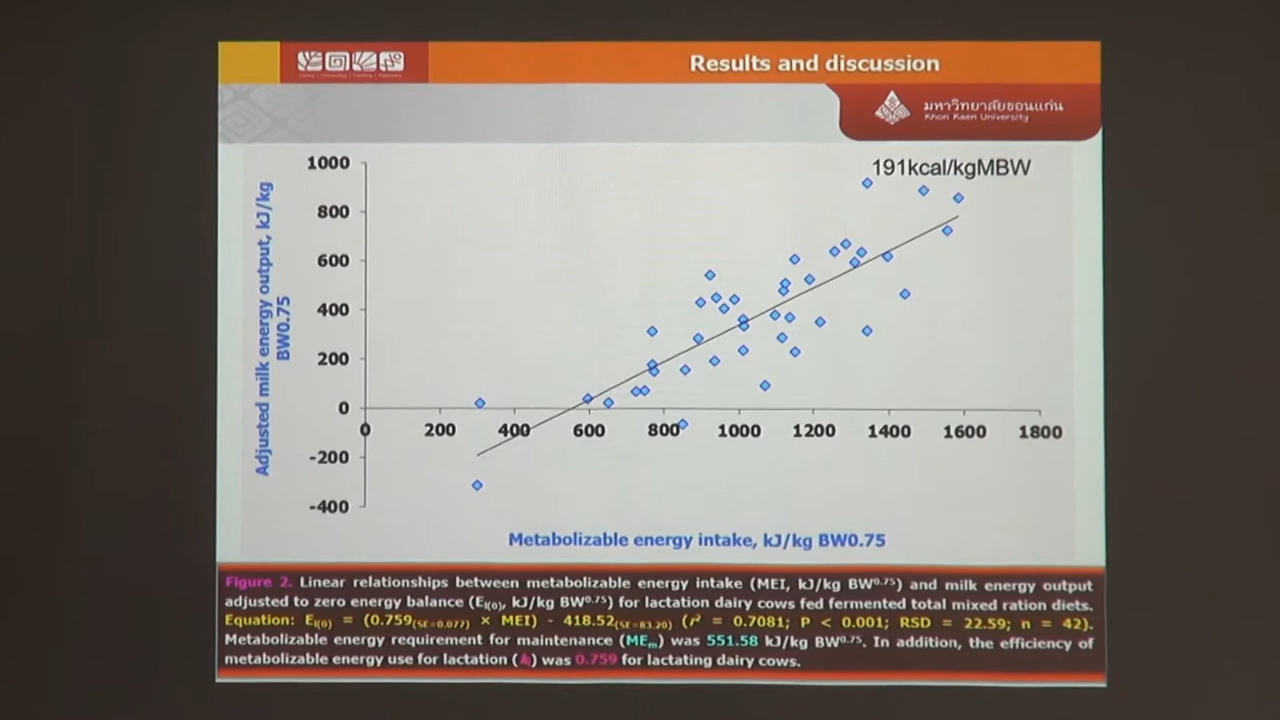 Results and discussion
มหาวิทยาลัยขอนแก่น
Khon Kaen University
191kcal/kgMBW
1000
800
600
400
200
0
-200
-400
0 200 400 600 800 1000 1200 1400 1600 1800
Adjusted milk energy output, kJ/kg
BW0.75
Metabolizable energy intake, kJ/kg BW0.75
Figure 2. Linear relationships between metabolizable energy intake (MEI, kJ/kg BW⁰·⁷⁵) and milk energy output
adjusted to zero energy balance (El(0), kJ/kg BW⁰·⁷⁵) for lactation dairy cows fed fermented total mixed ration diets.
Equation: El(0) = (0.759(SE=0.077) × MEI) - 418.52(SE=83.20) (r² = 0.7081; P < 0.001; RSD = 22.59; n = 42).
Metabolizable energy requirement for maintenance (MEm) was 551.58 kJ/kg BW⁰·⁷⁵. In addition, the efficiency of
metabolizable energy use for lactation () was 0.759 for lactating dairy cows.